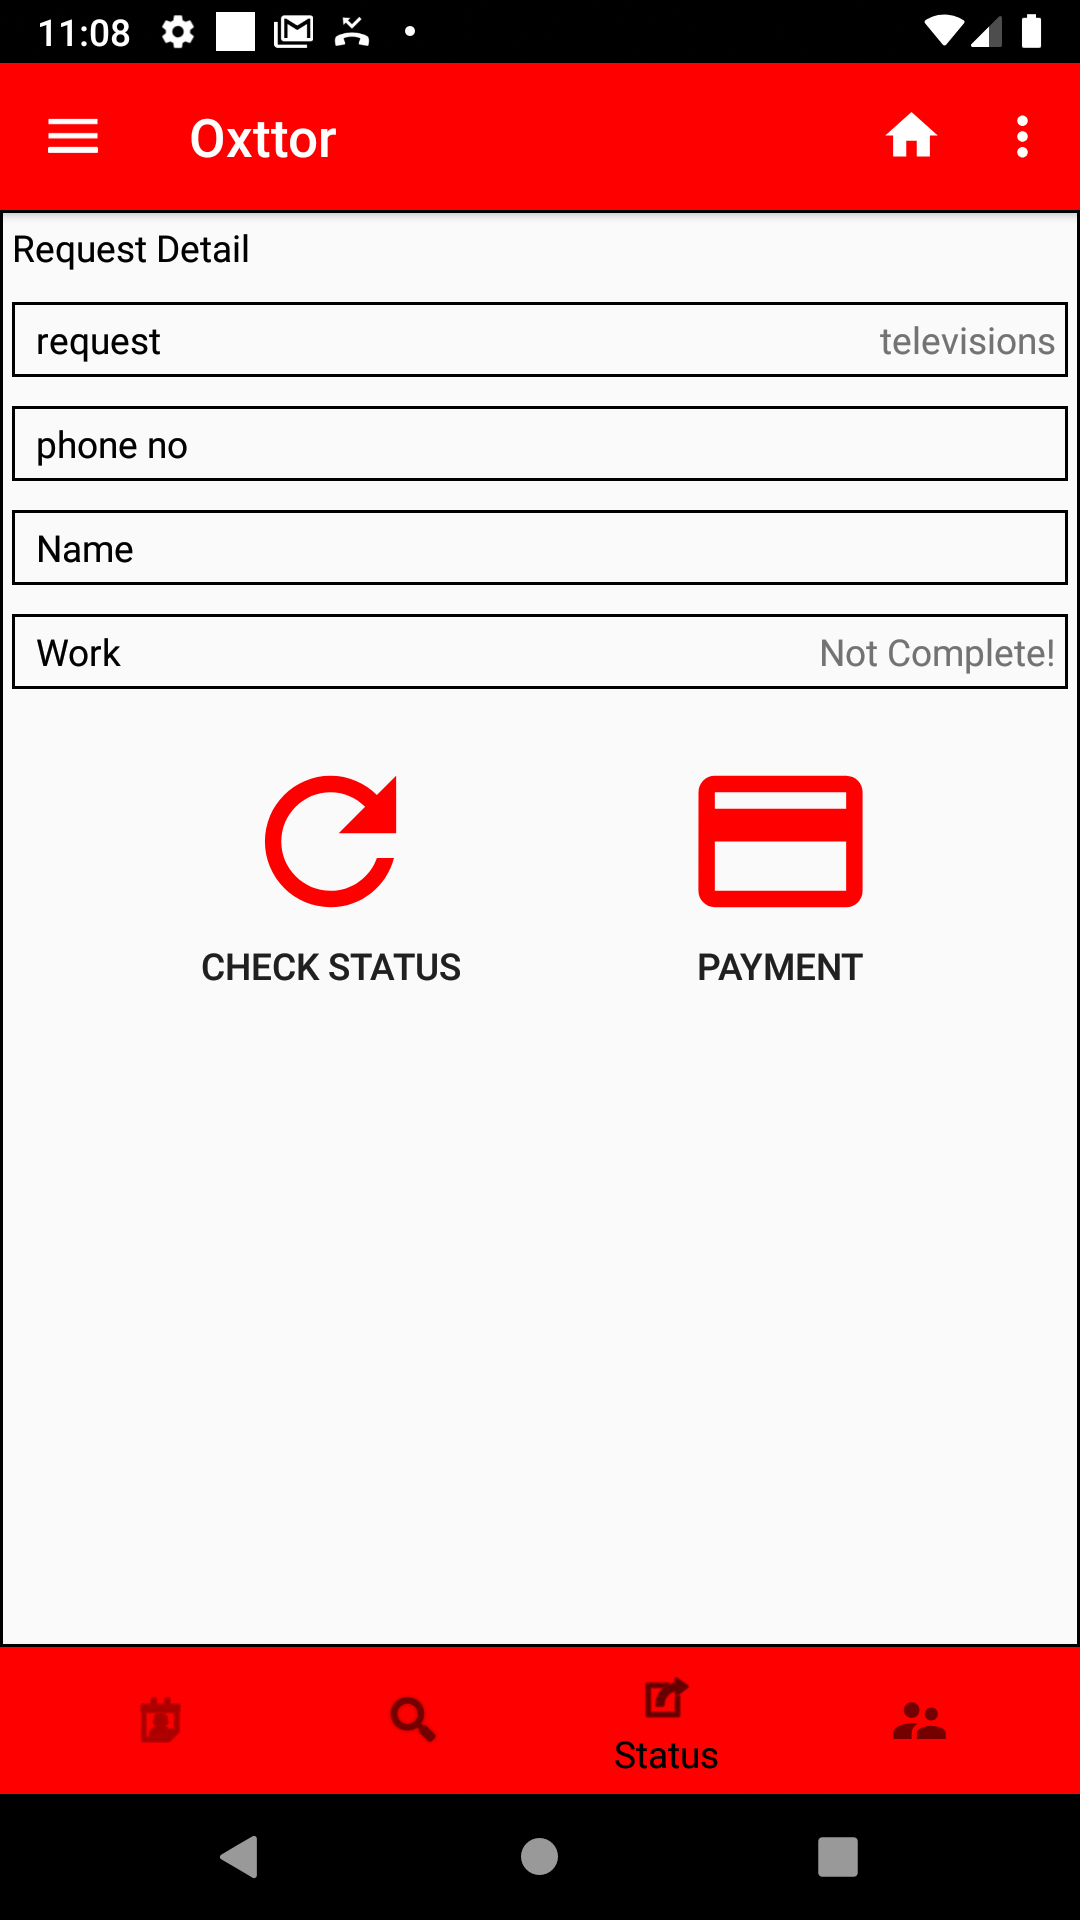 11:08
Oxttor
Request Detail
request televisions
phone no
Name
Work Not Complete!
CHECK STATUS PAYMENT
Status